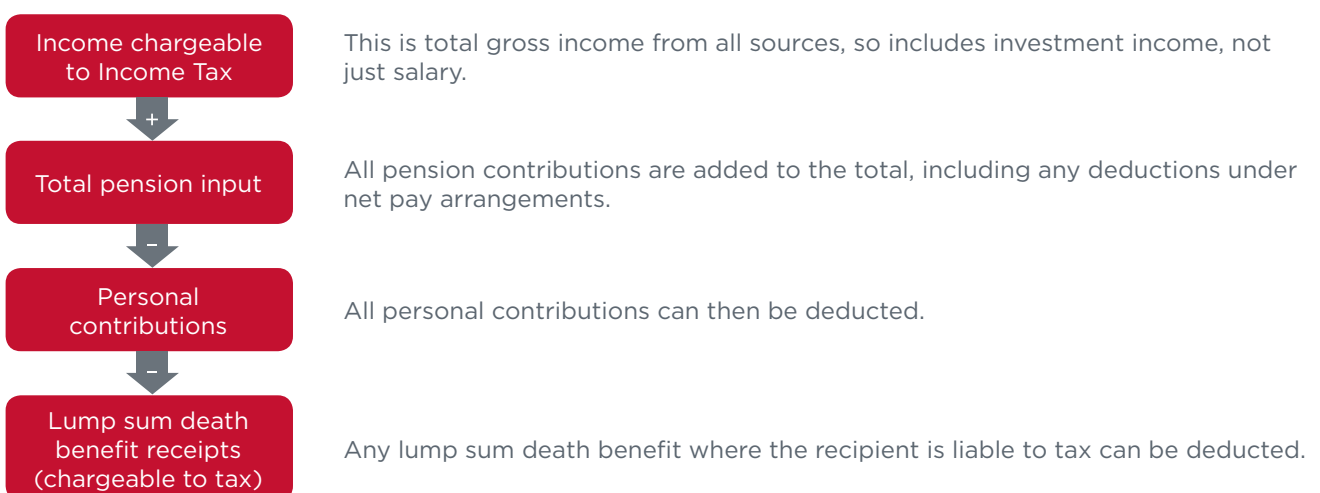 Income chargeable
to Income Tax
This is total gross income from all sources, so includes investment income, not
just salary.
+
Total pension input
All pension contributions are added to the total, including any deductions under
net pay arrangements.
–
Personal
contributions
All personal contributions can then be deducted.
–
Lump sum death
benefit receipts
(chargeable to tax)
Any lump sum death benefit where the recipient is liable to tax can be deducted.